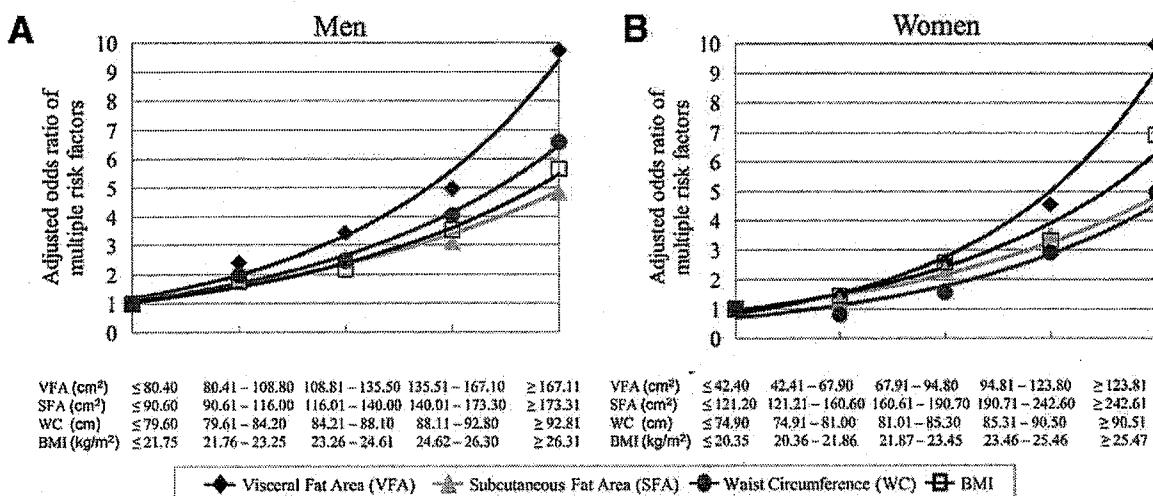 A
Men
Adjusted odds ratio of
multiple risk factors
10
9
8
7
6
5
4
3
2
1
0
VFA (cm²) ≤80.40 80.41–108.80 108.81–135.50 135.51–167.10 ≥167.11
SFA (cm²) ≤90.60 90.61–116.00 116.01–140.00 140.01–173.30 ≥173.31
WC (cm) ≤79.60 79.61–84.20 84.21–88.10 88.11–92.80 ≥92.81
BMI (kg/m²) ≤21.75 21.76–23.25 23.26–24.61 24.62–26.30 ≥26.31
B
Women
Adjusted odds ratio of
multiple risk factors
10
9
8
7
6
5
4
3
2
1
0
VFA (cm²) ≤42.40 42.41–67.90 67.91–94.80 94.81–123.80 ≥123.81
SFA (cm²) ≤121.20 121.21–160.60 160.61–190.70 190.71–242.60 ≥242.61
WC (cm) ≤74.90 74.91–81.00 81.01–85.30 85.31–90.50 ≥90.51
BMI (kg/m²) ≤20.35 20.36–21.86 21.87–23.45 23.46–25.46 ≥25.47
Visceral Fat Area (VFA) Subcutaneous Fat Area (SFA) Waist Circumference (WC) BMI